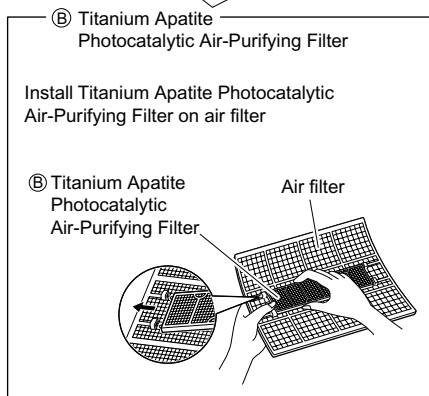 Ⓑ Titanium Apatite
Photocatalytic Air-Purifying Filter
Install Titanium Apatite Photocatalytic
Air-Purifying Filter on air filter
Ⓑ Titanium Apatite
Photocatalytic
Air-Purifying Filter
Air filter